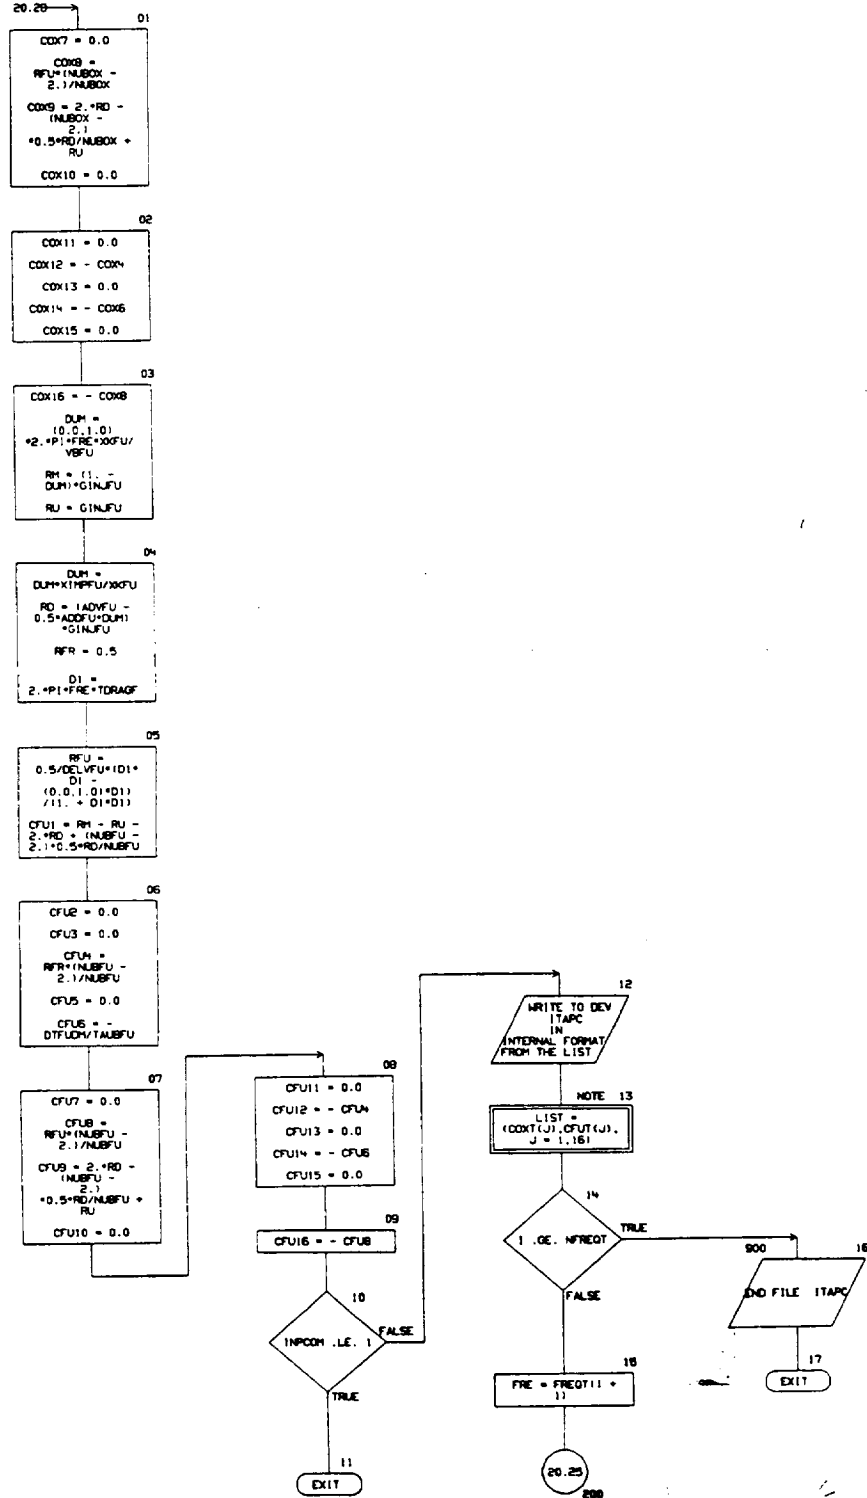 20.20
01
COX7 = 0.0
COX8 =
RFU*(NUBOX -
2.)/NUBOX
COX9 = 2.*RD -
(NUBOX -
2.)
*0.5*RD/NUBOX +
RU
COX10 = 0.0
02
COX11 = 0.0
COX12 = - COX4
COX13 = 0.0
COX14 = - COX6
COX15 = 0.0
03
COX16 = - COX8
DUM =
(0.0,1.0)
*2.*PI*FRE*XKFU/
VBFU
RM = (1. -
DUM)*GINJFU
RU = GINJFU
04
DUM =
DUM*XIMPFU/XKFU
RD = (ADVFU -
0.5*ADDFU*DUM)
*GINJFU
RFR = 0.5
D1 =
2.*PI*FRE*TDRAGF
05
RFU =
0.5/DELVFU*(D1*
D1 -
(0.0,1.0)*D1)
/(1. + D1*D1)
CFU1 = RM - RU -
2.*RD + (NUBFU -
2.)*0.5*RD/NUBFU
06
CFU2 = 0.0
CFU3 = 0.0
CFU4 =
RFR*(NUBFU -
2.)/NUBFU
CFU5 = 0.0
CFU6 = -
DTFUDM/TAUBFU
07
CFU7 = 0.0
CFU8 =
RFU*(NUBFU -
2.)/NUBFU
CFU9 = 2.*RD -
(NUBFU -
2.)
*0.5*RD/NUBFU +
RU
CFU10 = 0.0
08
CFU11 = 0.0
CFU12 = - CFU4
CFU13 = 0.0
CFU14 = - CFU6
CFU15 = 0.0
09
CFU16 = - CFU8
10
INPCOM .LE. 1
FALSE
TRUE
11
EXIT
12
WRITE TO DEV
ITAPC
IN
INTERNAL FORMAT
FROM THE LIST
NOTE 13
LIST =
(COXT(J),CFUT(J),
J = 1,16)
14
I .GE. NFREQT
TRUE
FALSE
15
FRE = FREQT(I +
1)
20.25
200
900
16
END FILE ITAPC
17
EXIT